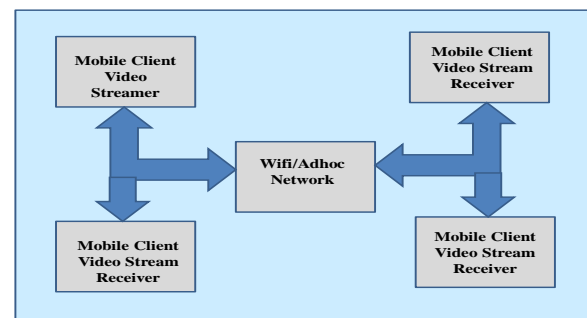 Mobile Client
Video
Streamer
Mobile Client
Video Stream
Receiver
Wifi/Adhoc
Network
Mobile Client
Video Stream
Receiver
Mobile Client
Video Stream
Receiver